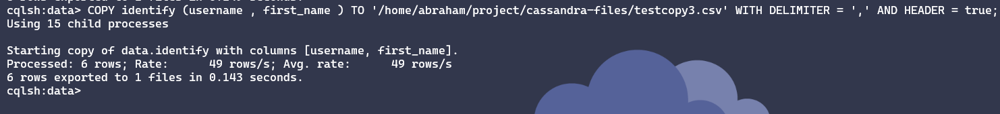 cqlsh:data> COPY identify (username , first_name ) TO '/home/abraham/project/cassandra-files/testcopy3.csv' WITH DELIMITER = ',' AND HEADER = true;
Using 15 child processes
Starting copy of data.identify with columns [username, first_name].
Processed: 6 rows; Rate:      49 rows/s; Avg. rate:      49 rows/s
6 rows exported to 1 files in 0.143 seconds.
cqlsh:data>